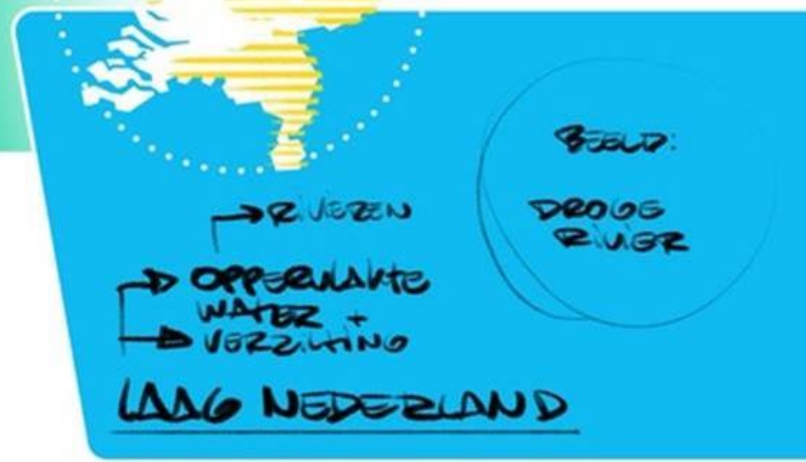 BEELD:
DROGE
RIVIER
RIVIEREN
OPPERVLAKTE
WATER +
VERZILTING
LAAG NEDERLAND